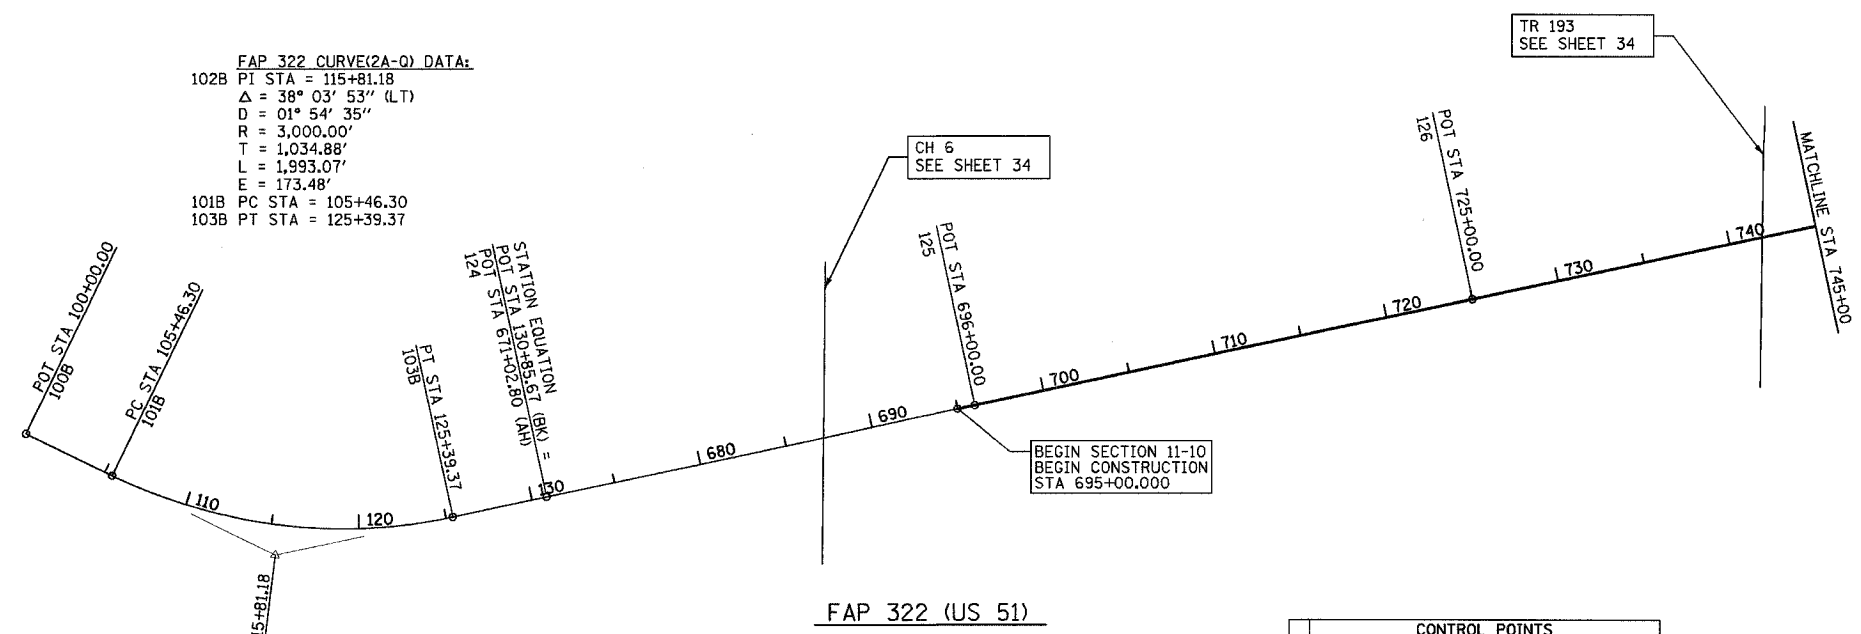 TR 193
SEE SHEET 34
FAP 322 CURVE(2A-Q) DATA:
102B PI STA = 115+81.18
Δ = 38° 03' 53" (LT)
D = 01° 54' 35"
R = 3,000.00'
T = 1,034.88'
L = 1,993.07'
E = 173.48'
101B PC STA = 105+46.30
103B PT STA = 125+39.37
CH 6
SEE SHEET 34
POT STA 725+00.00
126
MATCHLINE STA 745+00
POT STA 100+00.00
100B
PC STA 105+46.30
101B
PT STA 125+39.37
103B
STATION EQUATION
POT STA 130+85.67 (BK) =
POT STA 671+02.80 (AH)
124
POT STA 696+00.00
125
110
120
130
680
690
700
710
720
730
740
BEGIN SECTION 11-10
BEGIN CONSTRUCTION
STA 695+00.000
15+81.18
FAP 322 (US 51)
CONTROL POINTS